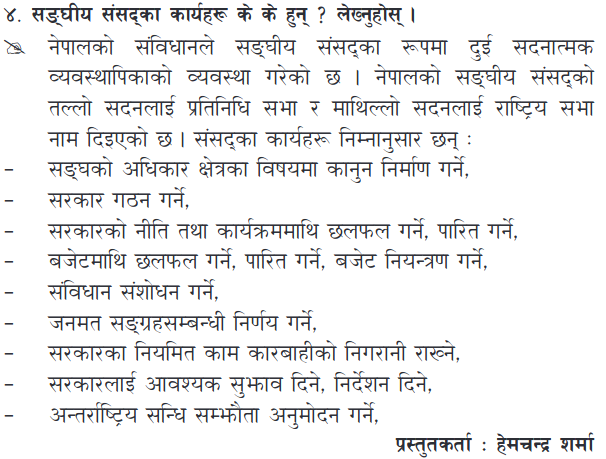 ४. सङ्घीय संसद्का कार्यहरू के के हुन् ? लेख्नुहोस् ।
नेपालको संविधानले सङ्घीय संसद्का रूपमा दुई सदनात्मक
व्यवस्थापिकाको व्यवस्था गरेको छ । नेपालको सङ्घीय संसद्को
तल्लो सदनलाई प्रतिनिधि सभा र माथिल्लो सदनलाई राष्ट्रिय सभा
नाम दिइएको छ । संसद्का कार्यहरू निम्नानुसार छन् :
– सङ्घको अधिकार क्षेत्रका विषयमा कानुन निर्माण गर्ने,
– सरकार गठन गर्ने,
– सरकारको नीति तथा कार्यक्रममाथि छलफल गर्ने, पारित गर्ने,
– बजेटमाथि छलफल गर्ने, पारित गर्ने, बजेट नियन्त्रण गर्ने,
– संविधान संशोधन गर्ने,
– जनमत सङ्ग्रहसम्बन्धी निर्णय गर्ने,
– सरकारका नियमित काम कारबाहीको निगरानी राख्ने,
– सरकारलाई आवश्यक सुझाव दिने, निर्देशन दिने,
– अन्तर्राष्ट्रिय सन्धि सम्झौता अनुमोदन गर्ने,
प्रस्तुतकर्ता : हेमचन्द्र शर्मा